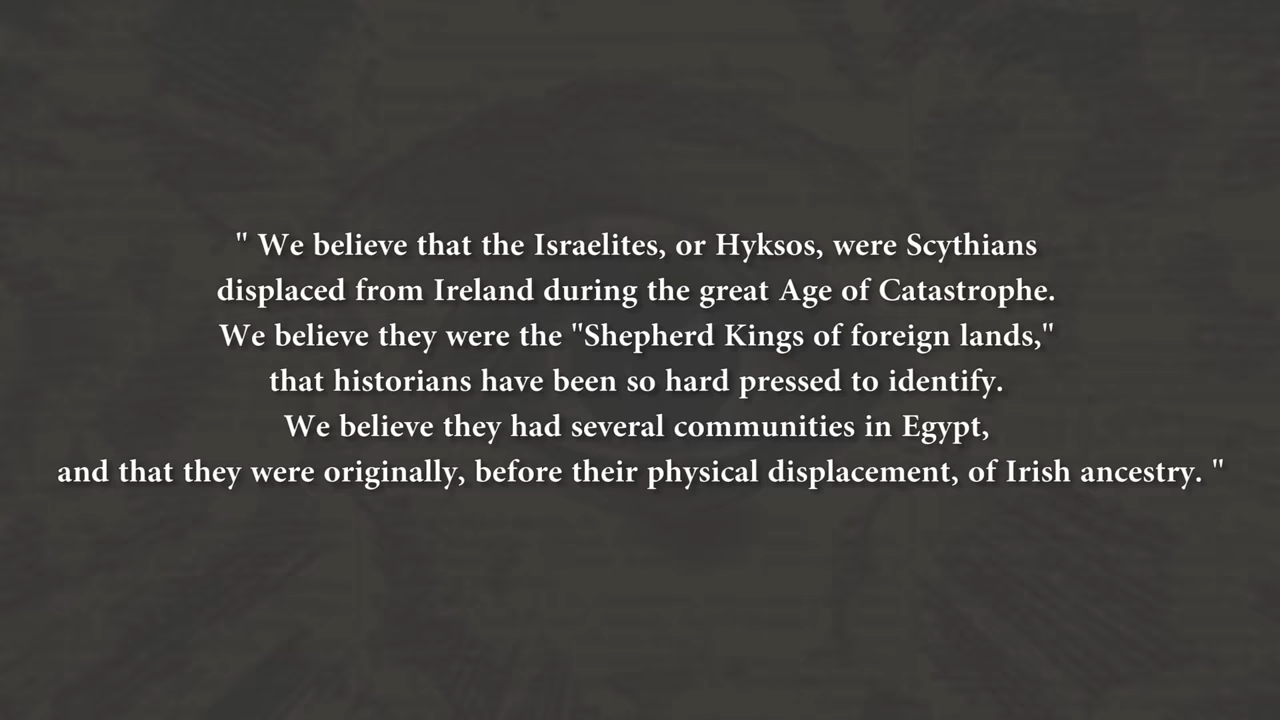 " We believe that the Israelites, or Hyksos, were Scythians
displaced from Ireland during the great Age of Catastrophe.
We believe they were the "Shepherd Kings of foreign lands,"
that historians have been so hard pressed to identify.
We believe they had several communities in Egypt,
and that they were originally, before their physical displacement, of Irish ancestry. "